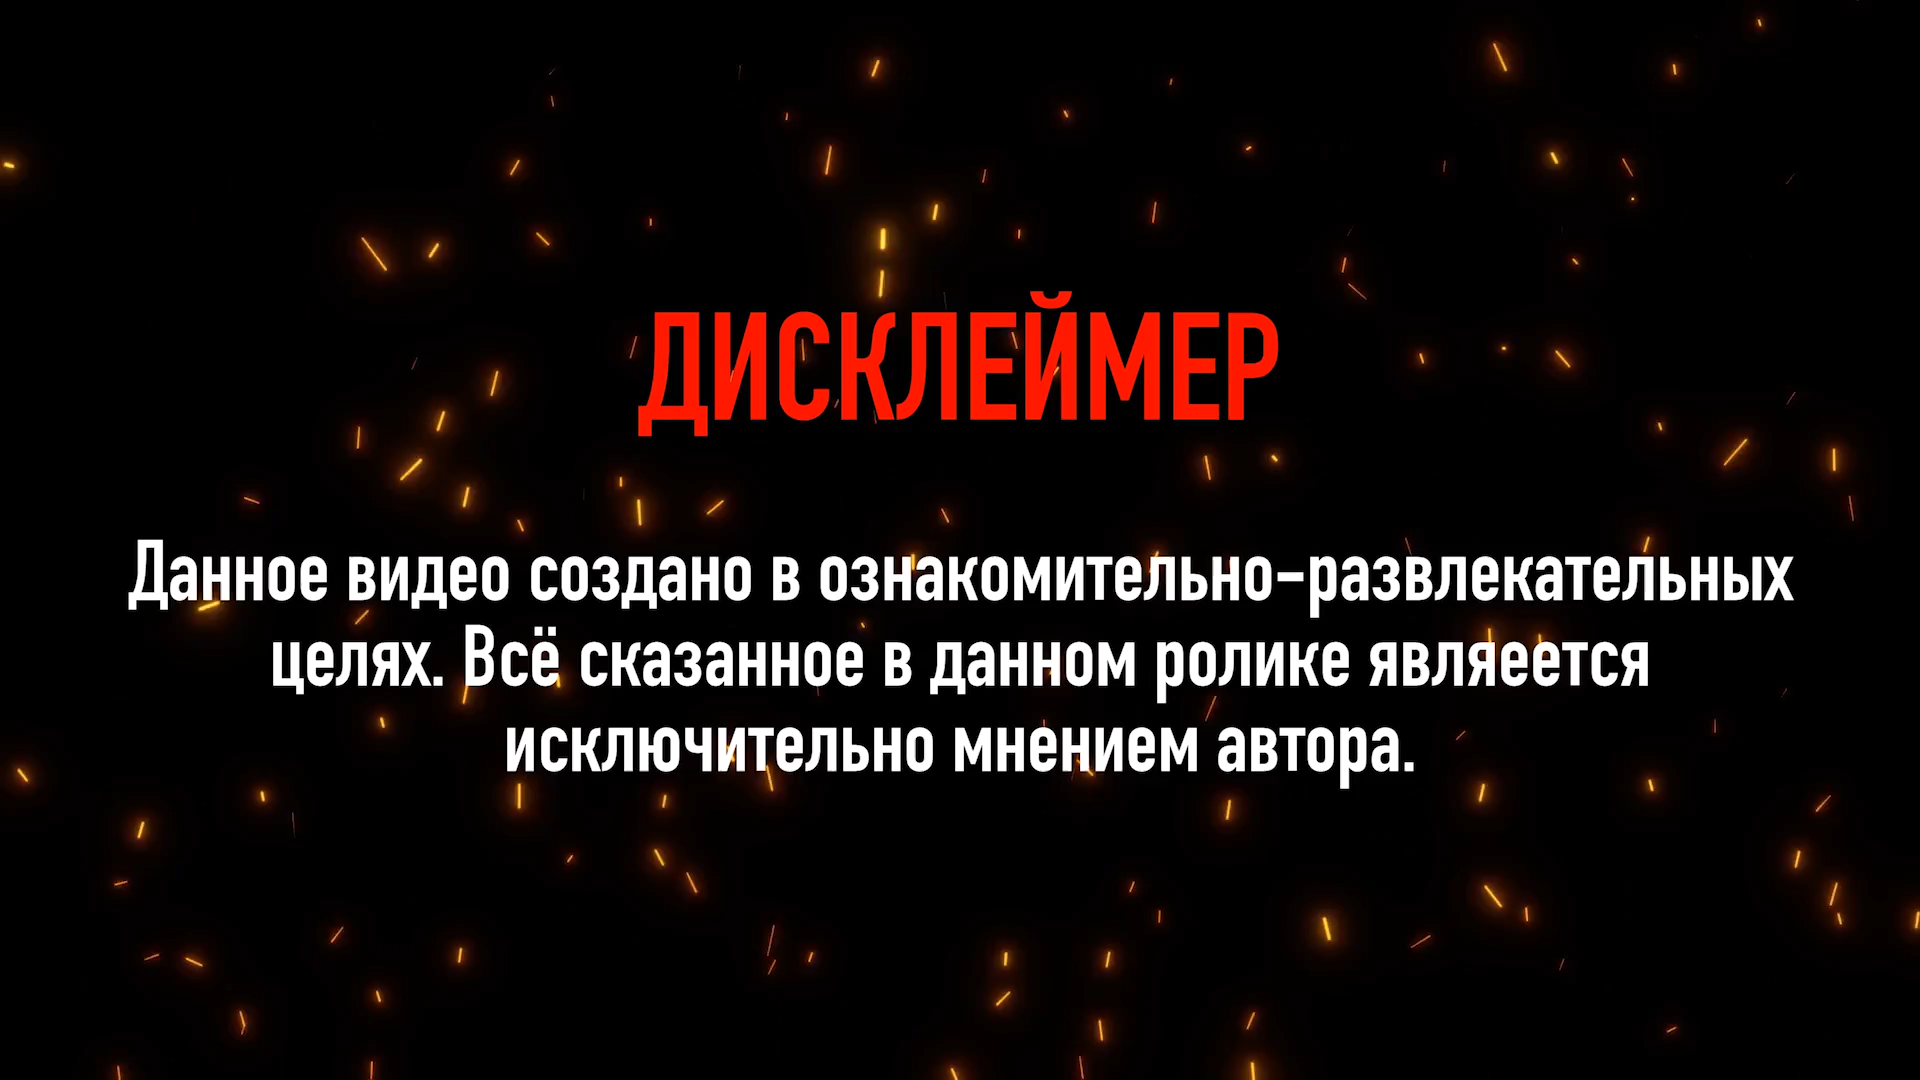 ДИСКЛЕЙМЕР
Данное видео создано в ознакомительно-развлекательных
целях. Всё сказанное в данном ролике являеется
исключительно мнением автора.